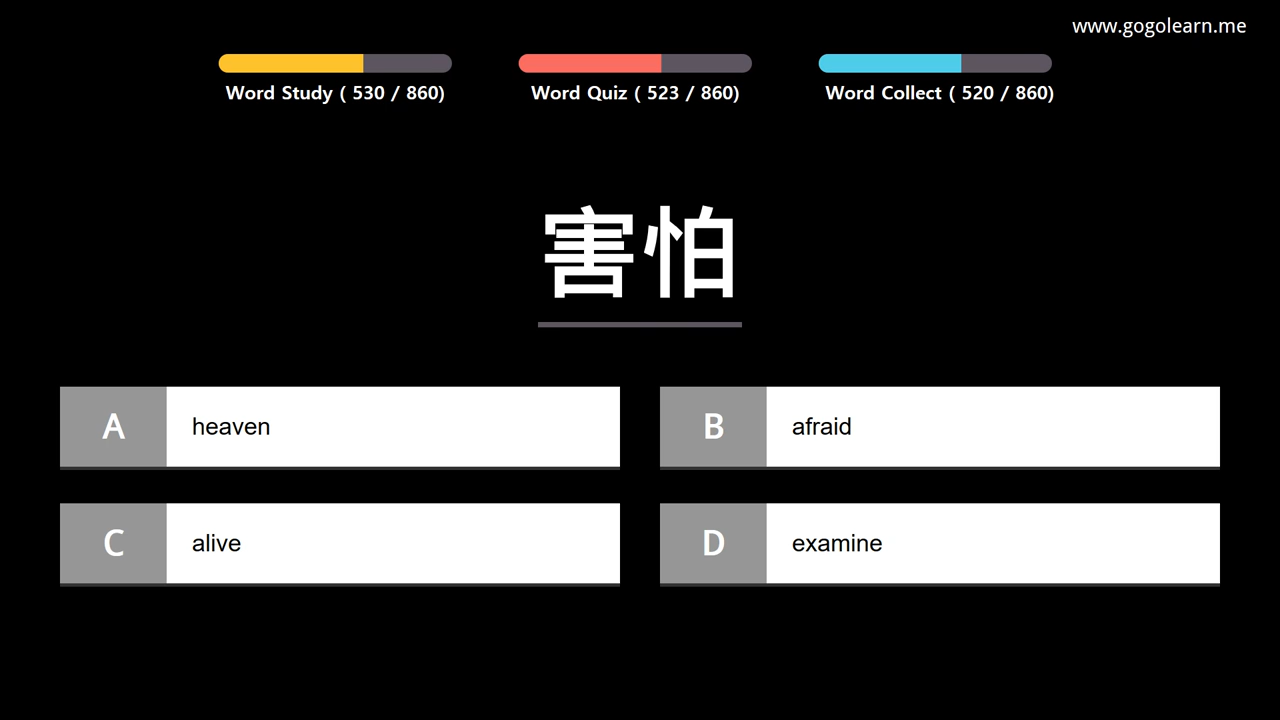 www.gogolearn.me
Word Study ( 530 / 860)
Word Quiz ( 523 / 860)
Word Collect ( 520 / 860)
害怕
A heaven
B afraid
C alive
D examine